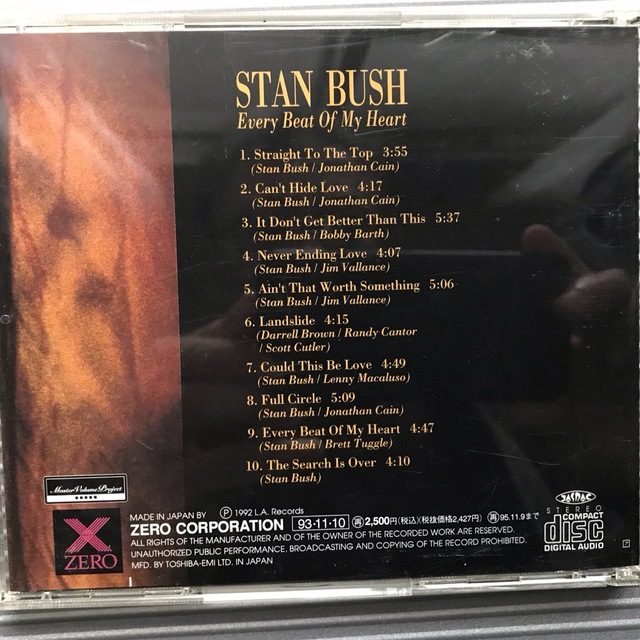 STAN BUSH
Every Beat Of My Heart
1. Straight To The Top 3:55
(Stan Bush / Jonathan Cain)
2. Can't Hide Love 4:17
(Stan Bush / Jonathan Cain)
3. It Don't Get Better Than This 5:37
(Stan Bush / Bobby Barth)
4. Never Ending Love 4:07
(Stan Bush / Jim Vallance)
5. Ain't That Worth Something 5:06
(Stan Bush / Jim Vallance)
6. Landslide 4:15
(Darrell Brown / Randy Cantor
/ Scott Cutler)
7. Could This Be Love 4:49
(Stan Bush / Lenny Macaluso)
8. Full Circle 5:09
(Stan Bush / Jonathan Cain)
9. Every Beat Of My Heart 4:47
(Stan Bush / Brett Tuggle)
10. The Search Is Over 4:10
(Stan Bush)
Master Volume Project
X
ZERO
MADE IN JAPAN BY Ⓟ 1992 L.A. Records
ZERO CORPORATION 93·11·10 再 2,500円(税込)(税抜価格2,427円) 再 95.11.9まで
ALL RIGHTS OF THE MANUFACTURER AND OF THE OWNER OF THE RECORDED WORK ARE RESERVED.
UNAUTHORIZED PUBLIC PERFORMANCE, BROADCASTING AND COPYING OF THE RECORD PROHIBITED.
MFD. BY TOSHIBA-EMI LTD. IN JAPAN
JASRAC
STEREO
COMPACT
disc
DIGITAL AUDIO